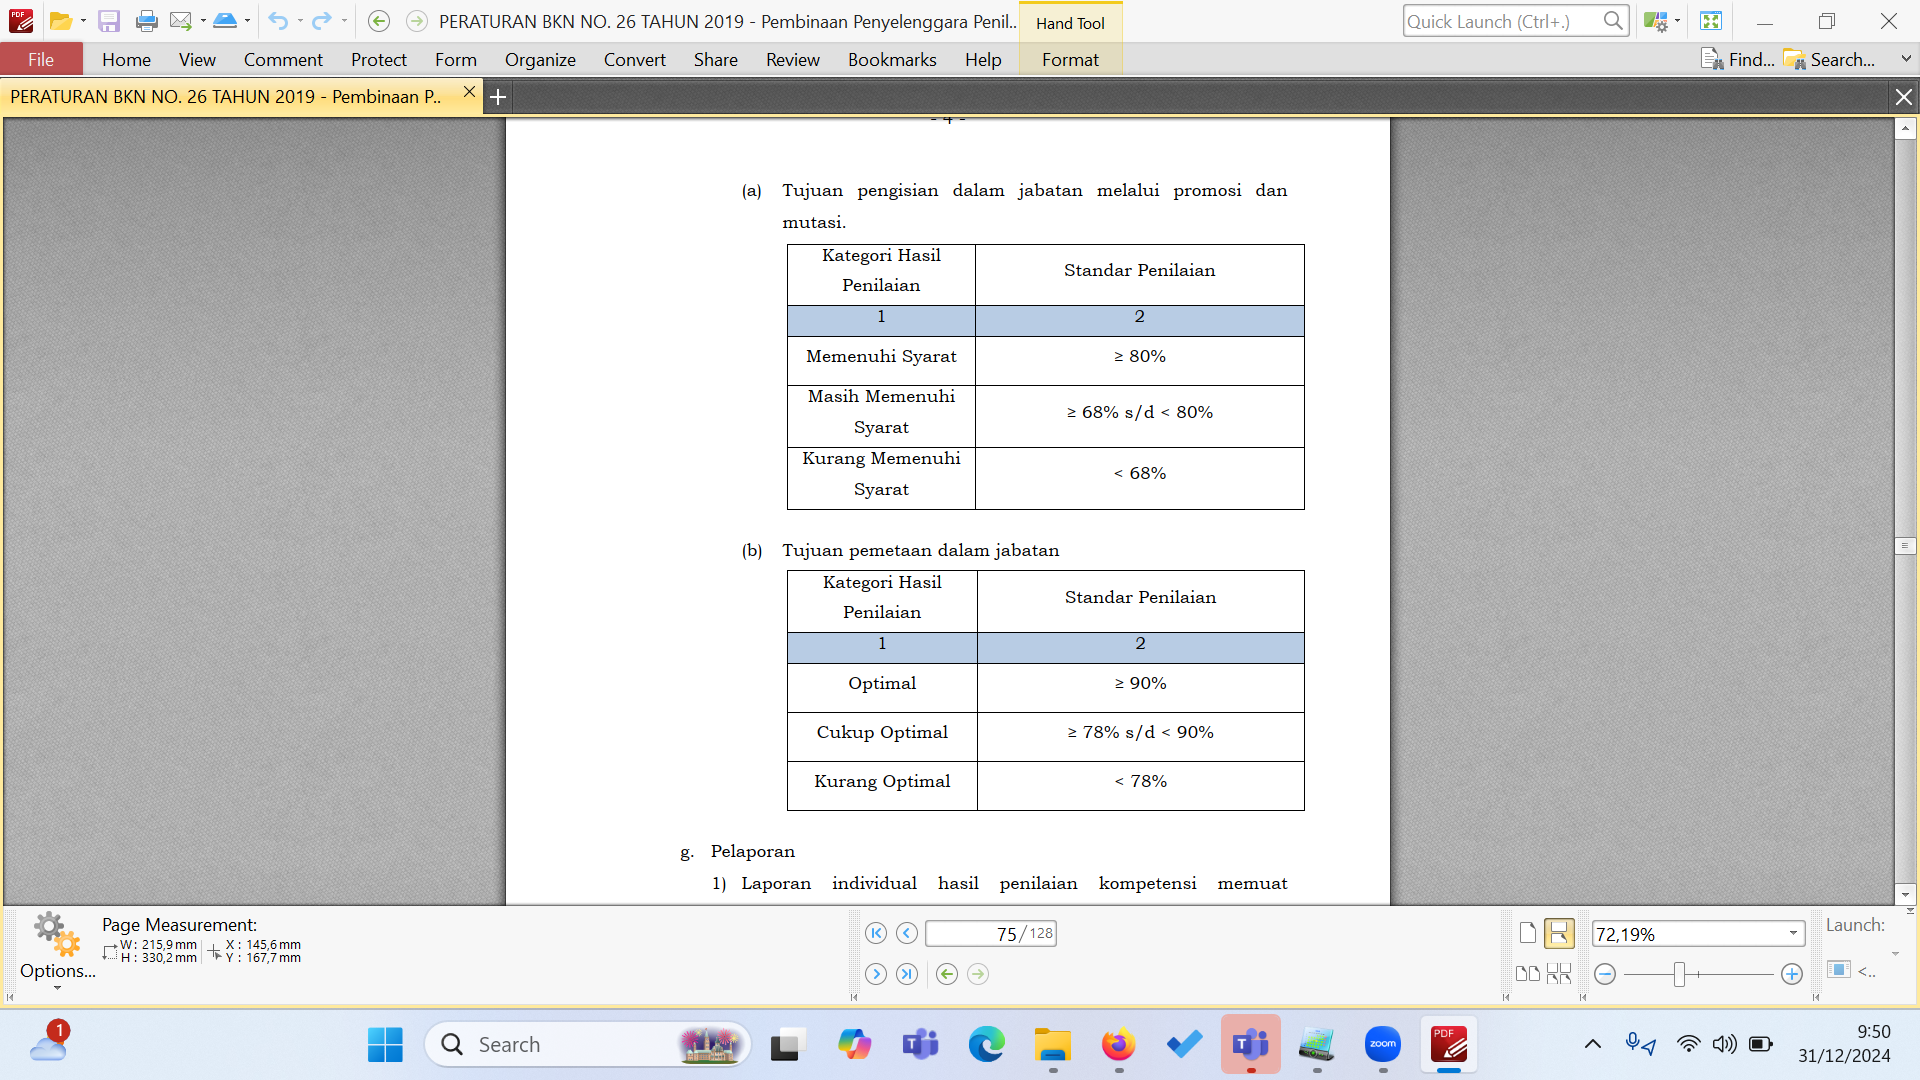 PERATURAN BKN NO. 26 TAHUN 2019 - Pembinaan Penyelenggara Penil..
Hand Tool
Quick Launch (Ctrl+.)
File Home View Comment Protect Form Organize Convert Share Review Bookmarks Help Format Find... Search...
PERATURAN BKN NO. 26 TAHUN 2019 - Pembinaan P..
- 4 -
(a) Tujuan pengisian dalam jabatan melalui promosi dan
mutasi.
Kategori Hasil
Penilaian
Standar Penilaian
1 2
Memenuhi Syarat ≥ 80%
Masih Memenuhi
Syarat
≥ 68% s/d < 80%
Kurang Memenuhi
Syarat
< 68%
(b) Tujuan pemetaan dalam jabatan
Kategori Hasil
Penilaian
Standar Penilaian
1 2
Optimal ≥ 90%
Cukup Optimal ≥ 78% s/d < 90%
Kurang Optimal < 78%
g. Pelaporan
1) Laporan individual hasil penilaian kompetensi memuat
Options...
Page Measurement:
W: 215,9 mm X: 145,6 mm
H: 330,2 mm Y: 167,7 mm
75 / 128
72,19%
Launch:
<..
1
Search
zoom
PDF
9:50
31/12/2024